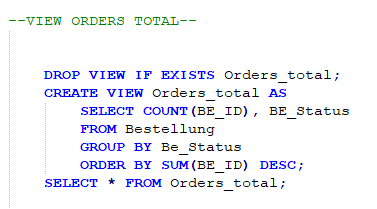 --VIEW ORDERS TOTAL--
DROP VIEW IF EXISTS Orders_total;
CREATE VIEW Orders_total AS
SELECT COUNT(BE_ID), BE_Status
FROM Bestellung
GROUP BY Be_Status
ORDER BY SUM(BE_ID) DESC;
SELECT * FROM Orders_total;